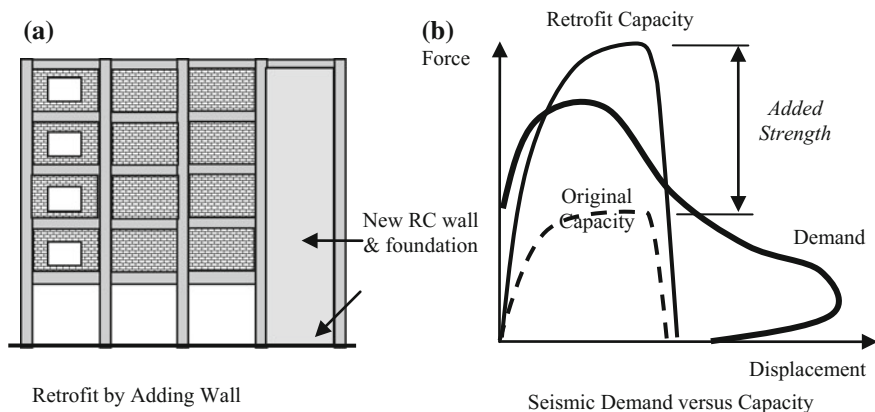 (a)
New RC wall
& foundation
Retrofit by Adding Wall
(b)
Retrofit Capacity
Force
Added
Strength
Original
Capacity
Demand
Displacement
Seismic Demand versus Capacity